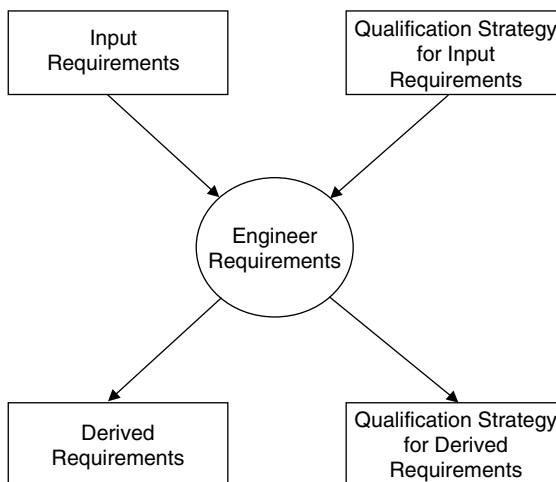 Input
Requirements
Qualification Strategy
for Input
Requirements
Engineer
Requirements
Derived
Requirements
Qualification Strategy
for Derived
Requirements